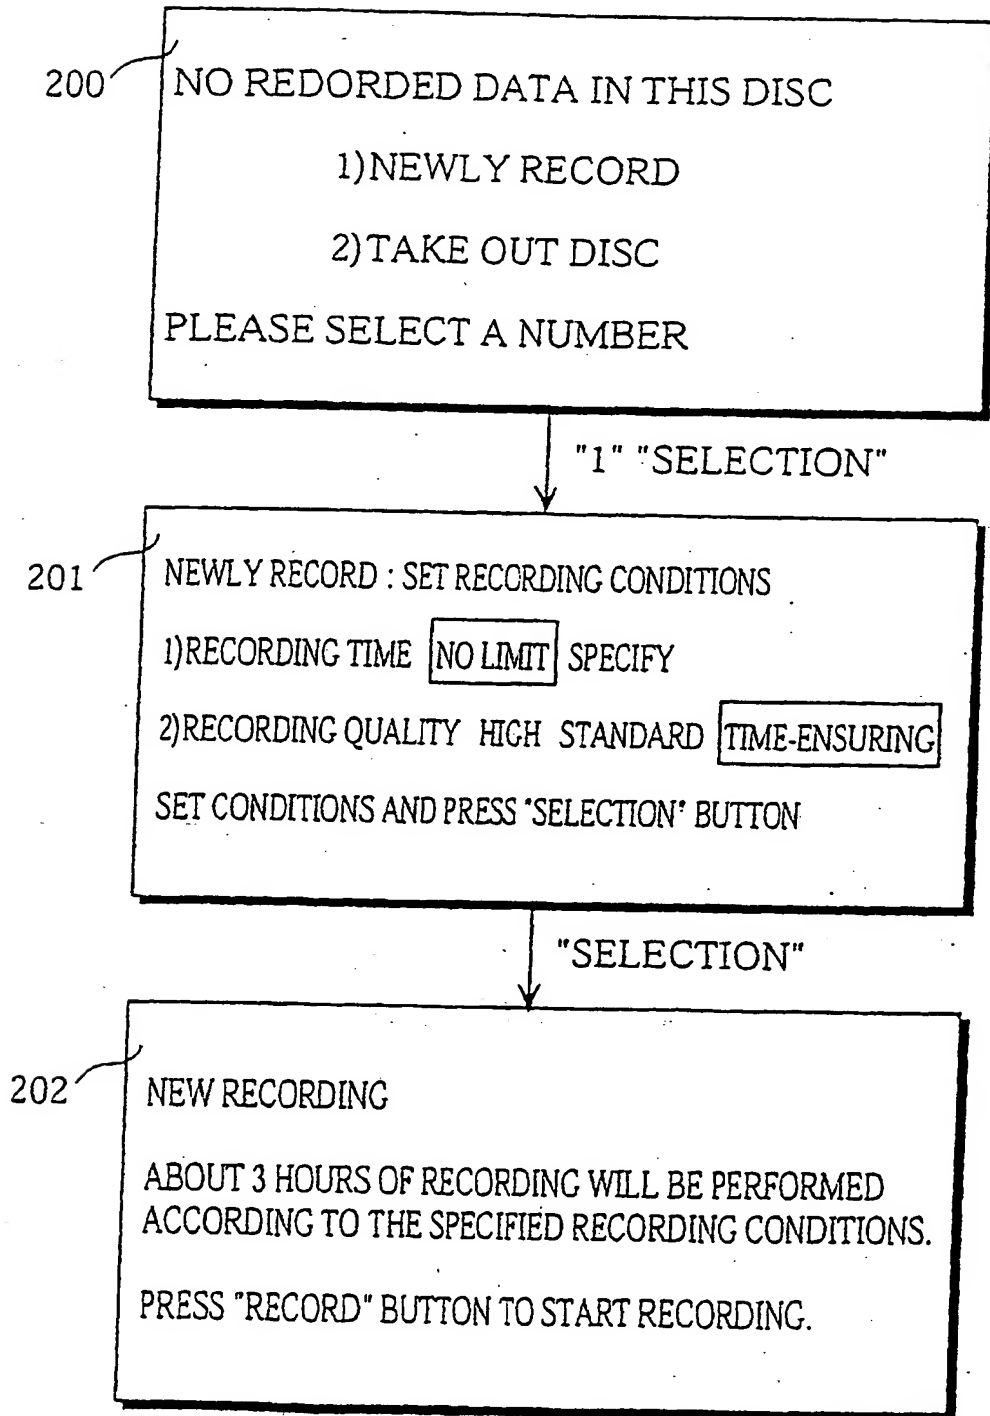 200
NO REDORDED DATA IN THIS DISC
1)NEWLY RECORD
2)TAKE OUT DISC
PLEASE SELECT A NUMBER
"1" "SELECTION"
201
NEWLY RECORD : SET RECORDING CONDITIONS
1)RECORDING TIME NO LIMIT SPECIFY
2)RECORDING QUALITY HIGH STANDARD TIME-ENSURING
SET CONDITIONS AND PRESS "SELECTION" BUTTON
"SELECTION"
202
NEW RECORDING
ABOUT 3 HOURS OF RECORDING WILL BE PERFORMED
ACCORDING TO THE SPECIFIED RECORDING CONDITIONS.
PRESS "RECORD" BUTTON TO START RECORDING.